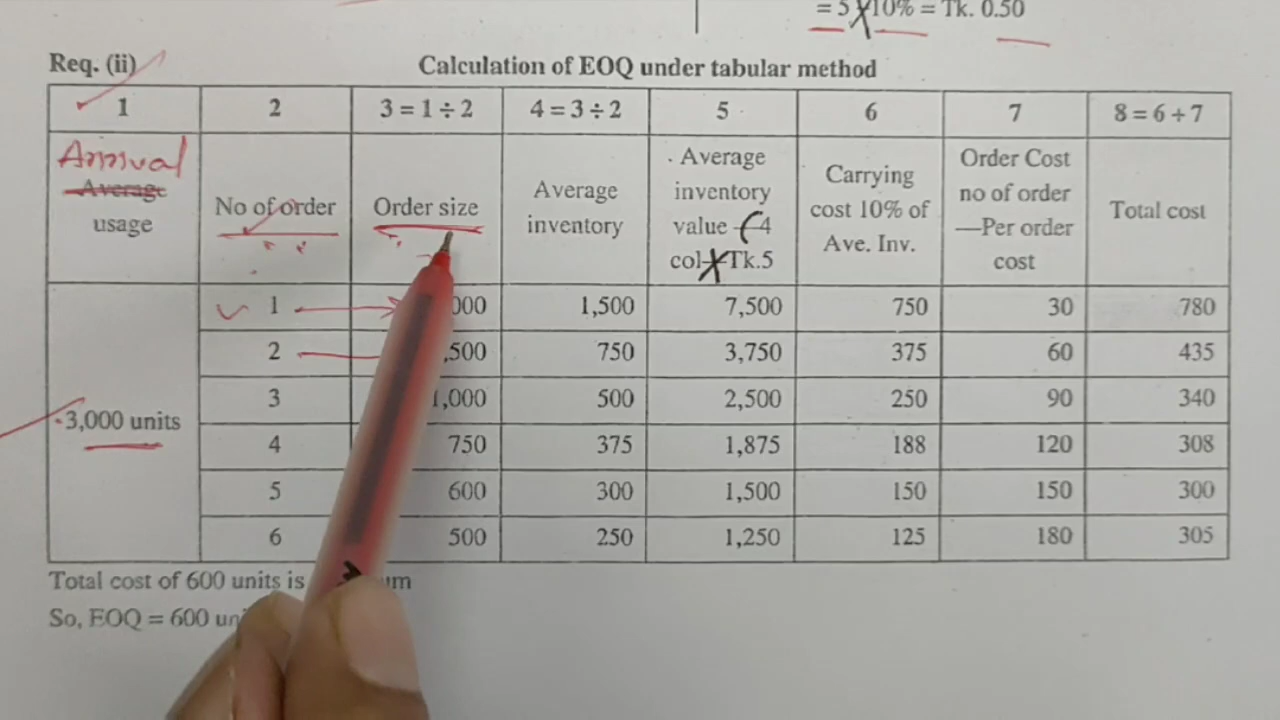 = 5 X 10% = Tk. 0.50
Req. (ii)
Calculation of EOQ under tabular method
1 2 3 = 1 ÷ 2 4 = 3 ÷ 2 5 6 7 8 = 6 + 7
Annual
Average
usage
No of order
Order size
Average
inventory
Average
inventory
value (4
col X Tk.5
Carrying
cost 10% of
Ave. Inv.
Order Cost
no of order
—Per order
cost
Total cost
3,000 units
1 000 1,500 7,500 750 30 780
2 ,500 750 3,750 375 60 435
3 1,000 500 2,500 250 90 340
4 750 375 1,875 188 120 308
5 600 300 1,500 150 150 300
6 500 250 1,250 125 180 305
Total cost of 600 units is
So, EOQ = 600